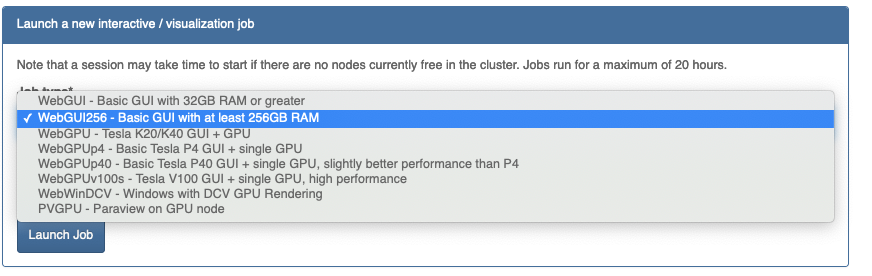 Launch a new interactive / visualization job
Note that a session may take time to start if there are no nodes currently free in the cluster. Jobs run for a maximum of 20 hours.
Job type*
WebGUI - Basic GUI with 32GB RAM or greater
✓ WebGUI256 - Basic GUI with at least 256GB RAM
WebGPU - Tesla K20/K40 GUI + GPU
WebGPUp4 - Basic Tesla P4 GUI + single GPU
WebGPUp40 - Basic Tesla P40 GUI + single GPU, slightly better performance than P4
WebGPUv100s - Tesla V100 GUI + single GPU, high performance
WebWinDCV - Windows with DCV GPU Rendering
PVGPU - Paraview on GPU node
Launch Job